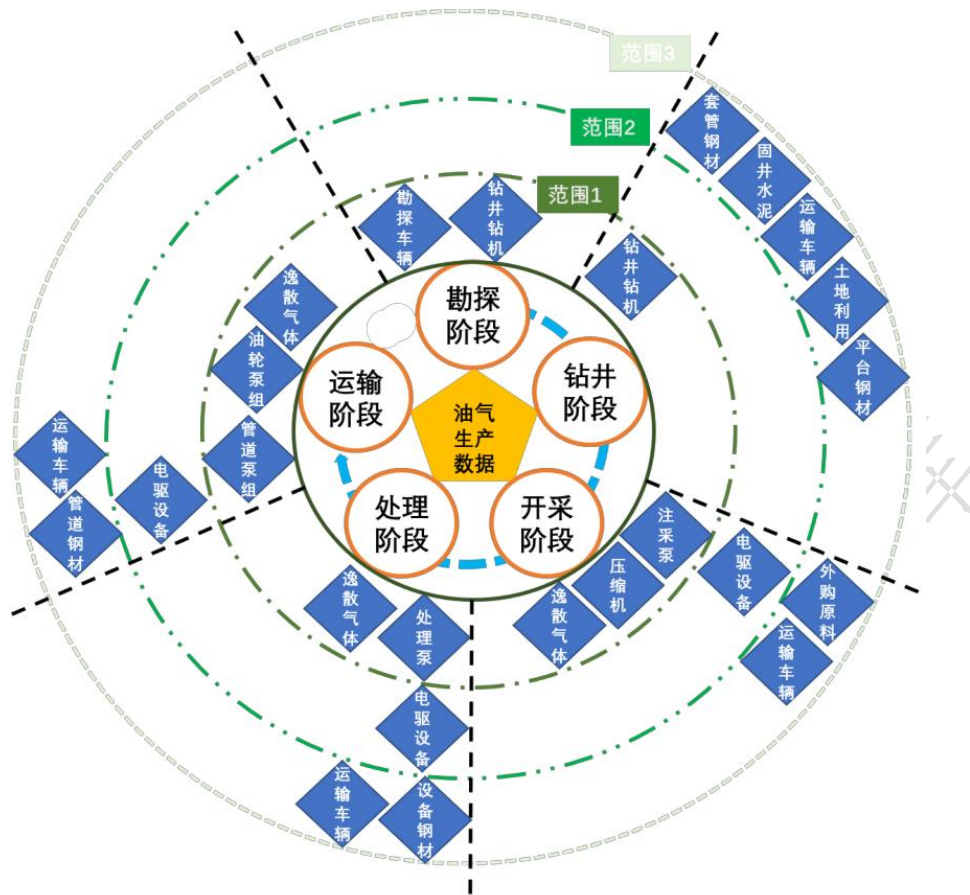 范围3
范围2
范围1
套管钢材
固井水泥
运输车辆
土地利用
平台钢材
勘探车辆
钻井钻机
钻井钻机
逸散气体
油轮泵组
管道泵组
运输车辆
管道钢材
电驱设备
勘探
阶段
钻井
阶段
开采
阶段
处理
阶段
运输
阶段
油气
生产
数据
注采泵
压缩机
逸散气体
电驱设备
外购原料
运输车辆
逸散气体
处理泵
电驱设备
运输车辆
设备钢材